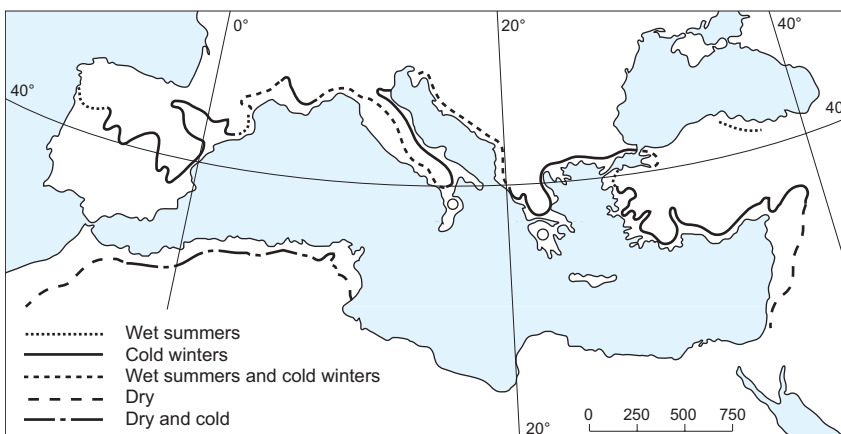 0°
20°
40°
40°
40
Wet summers
Cold winters
Wet summers and cold winters
Dry
Dry and cold
20°
0 250 500 750